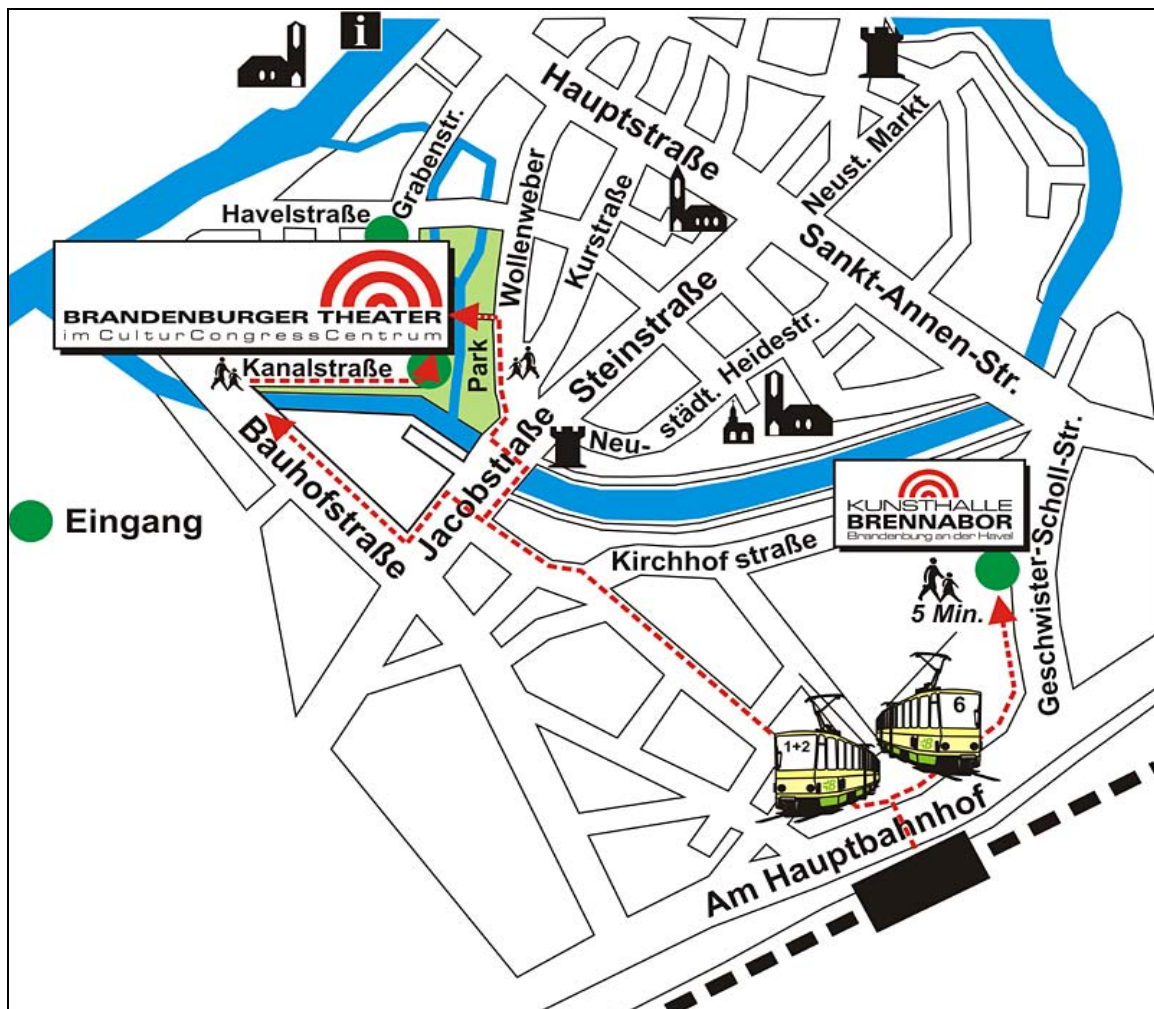 i
Hauptstraße
Grabenstr.
Havelstraße
Wollenweber
Kurstraße
Neust. Markt
Sankt-Annen-Str.
BRANDENBURGER THEATER
im CulturCongressCentrum
Kanalstraße
Park
Steinstraße
Neu-
städt. Heidestr.
Jacobstraße
Bauhofstraße
Eingang
KUNSTHALLE
BRENNABOR
Brandenburg an der Havel
Kirchhof straße
5 Min.
Geschwister-Scholl-Str.
6
1+2
Am Hauptbahnhof